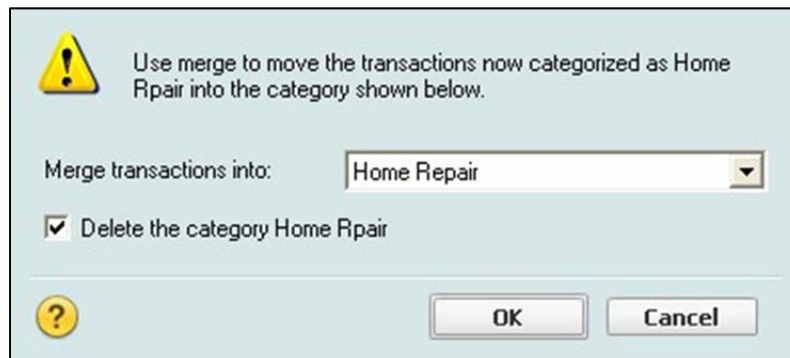 Use merge to move the transactions now categorized as Home
Rpair into the category shown below.
Merge transactions into: Home Repair
Delete the category Home Rpair
? OK Cancel